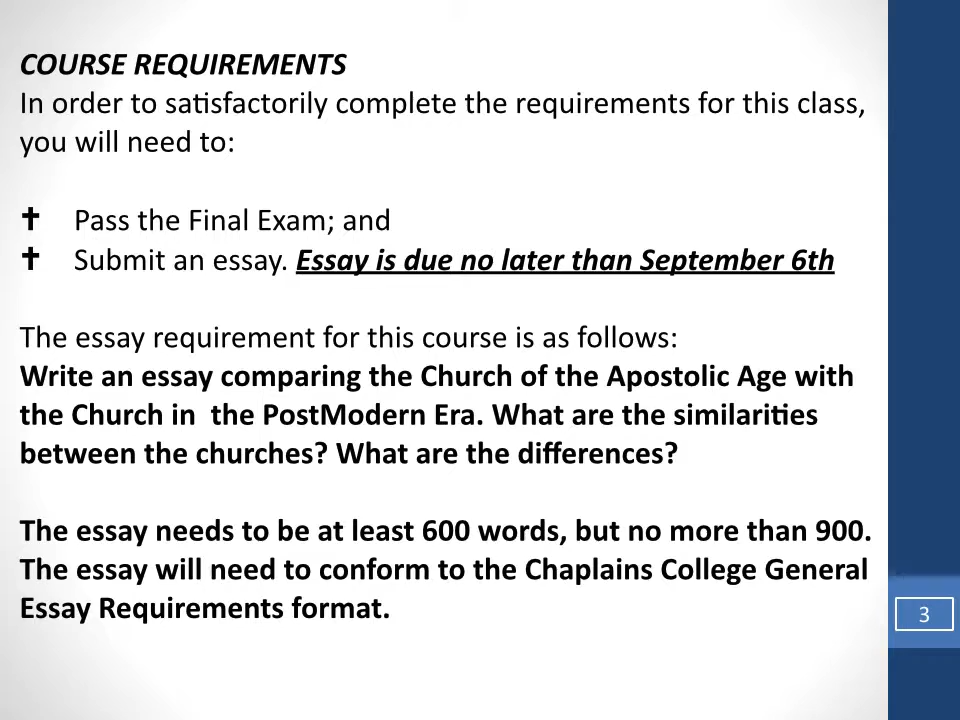 COURSE REQUIREMENTS
In order to satisfactorily complete the requirements for this class,
you will need to:
✝ Pass the Final Exam; and
✝ Submit an essay. Essay is due no later than September 6th
The essay requirement for this course is as follows:
Write an essay comparing the Church of the Apostolic Age with
the Church in  the PostModern Era. What are the similarities
between the churches? What are the differences?
The essay needs to be at least 600 words, but no more than 900.
The essay will need to conform to the Chaplains College General
Essay Requirements format.
3